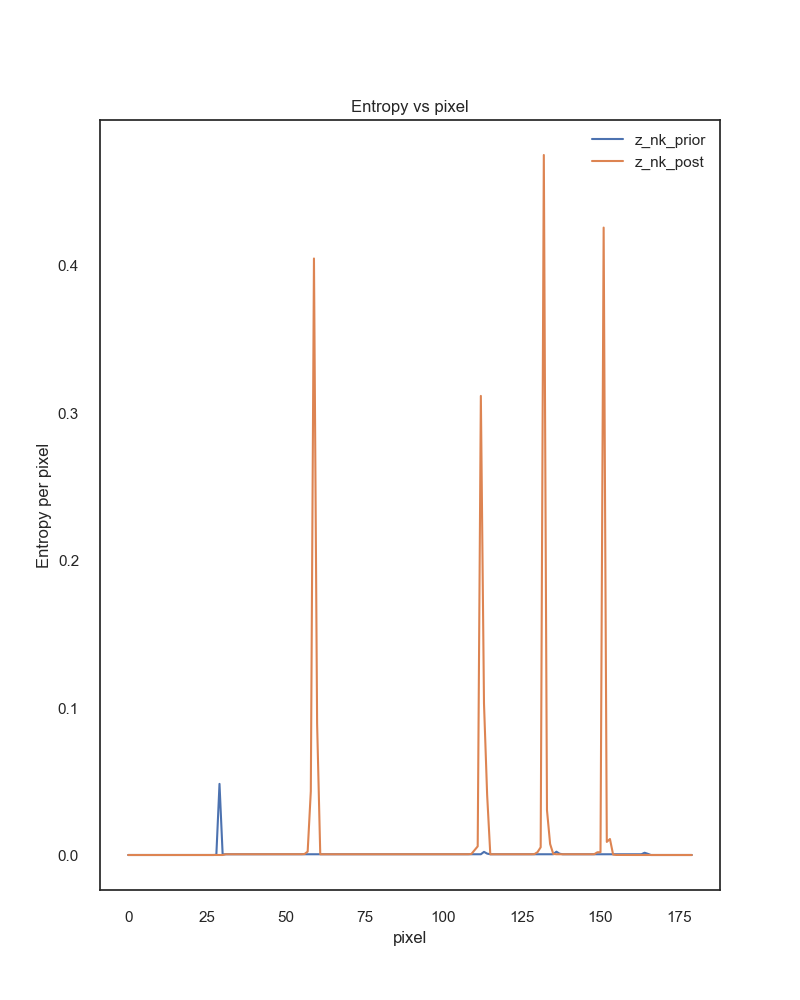 Entropy vs pixel
z_nk_prior
z_nk_post
Entropy per pixel
0.4
0.3
0.2
0.1
0.0
0 25 50 75 100 125 150 175
pixel